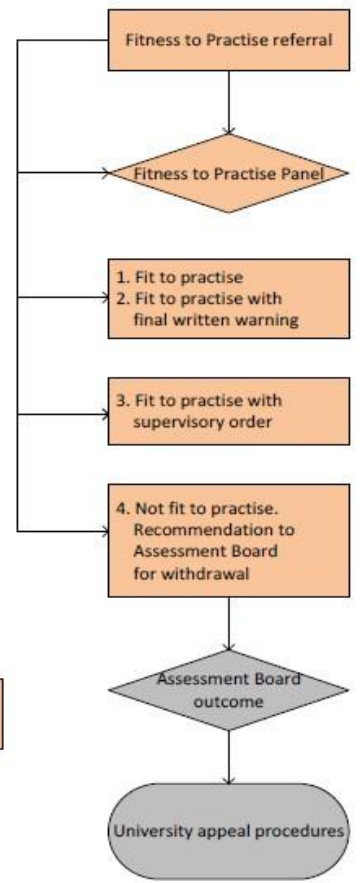 Fitness to Practise referral
Fitness to Practise Panel
1. Fit to practise
2. Fit to practise with
final written warning
3. Fit to practise with
supervisory order
4. Not fit to practise.
Recommendation to
Assessment Board
for withdrawal
Assessment Board
outcome
University appeal procedures